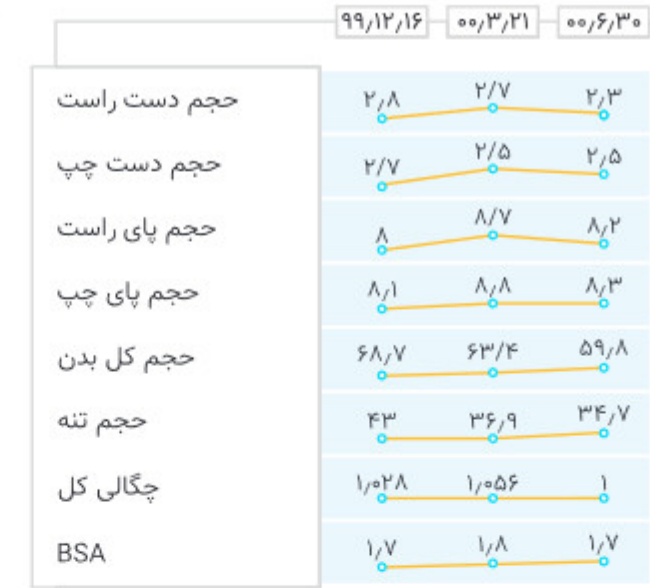 ۹۹٫۱۲٫۱۶ ۰۰٫۳٫۲۱ ۰۰٫۶٫۳۰
حجم دست راست ۲٫۸ ۲/۷ ۲٫۳
حجم دست چپ ۲/۷ ۲/۵ ۲٫۵
حجم پای راست ۸ ۸/۷ ۸٫۲
حجم پای چپ ۸٫۱ ۸٫۸ ۸٫۳
حجم کل بدن ۶۸٫۷ ۶۳/۴ ۵۹٫۸
حجم تنه ۴۳ ۳۶٫۹ ۳۴٫۷
چگالی کل ۱٫۰۲۸ ۱٫۰۵۶ ۱
BSA ۱٫۷ ۱٫۸ ۱٫۷